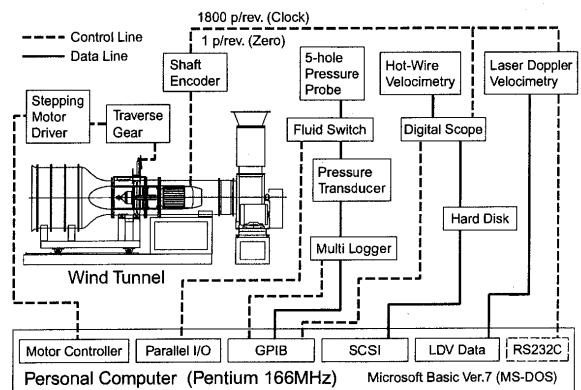 1800 p/rev. (Clock)
Control Line
Data Line
1 p/rev. (Zero)
Shaft
Encoder
5-hole
Pressure
Probe
Hot-Wire
Velocimetry
Laser Doppler
Velocimetry
Stepping
Motor
Driver
Traverse
Gear
Fluid Switch
Digital Scope
Pressure
Transducer
Hard Disk
Multi Logger
Wind Tunnel
Motor Controller
Parallel I/O
GPIB
SCSI
LDV Data
RS232C
Personal Computer (Pentium 166MHz)
Microsoft Basic Ver.7 (MS-DOS)